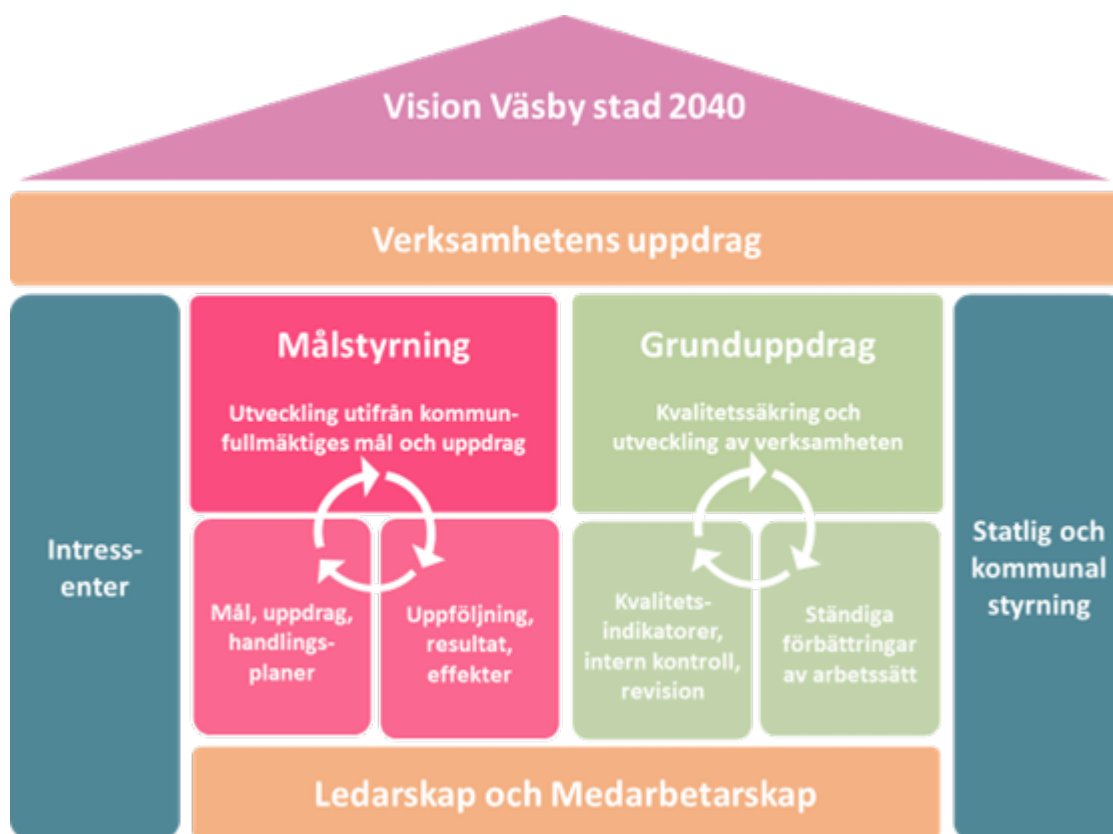 Vision Väsby stad 2040
Verksamhetens uppdrag
Intress-
enter
Målstyrning
Utveckling utifrån kommun-
fullmäktiges mål och uppdrag
Mål, uppdrag,
handlings-
planer
Uppföljning,
resultat,
effekter
Grunduppdrag
Kvalitetssäkring och
utveckling av verksamheten
Kvalitets-
indikatorer,
intern kontroll,
revision
Ständiga
förbättringar
av arbetssätt
Statlig och
kommunal
styrning
Ledarskap och Medarbetarskap